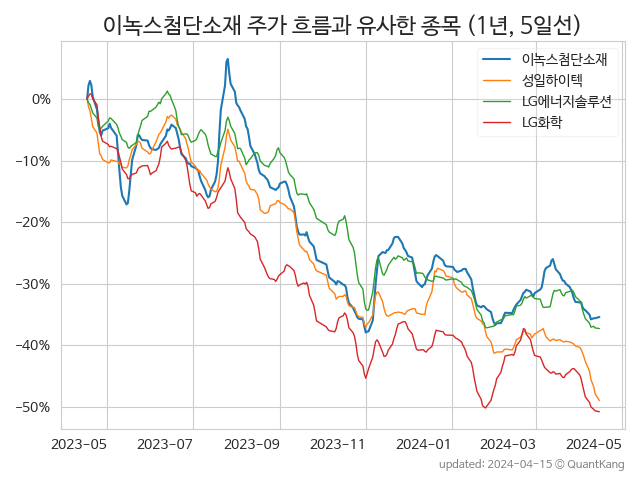 이녹스첨단소재 주가 흐름과 유사한 종목 (1년, 5일선)
이녹스첨단소재
성일하이텍
LG에너지솔루션
LG화학
0%
−10%
−20%
−30%
−40%
−50%
2023-05 2023-07 2023-09 2023-11 2024-01 2024-03 2024-05
updated: 2024-04-15 © QuantKang